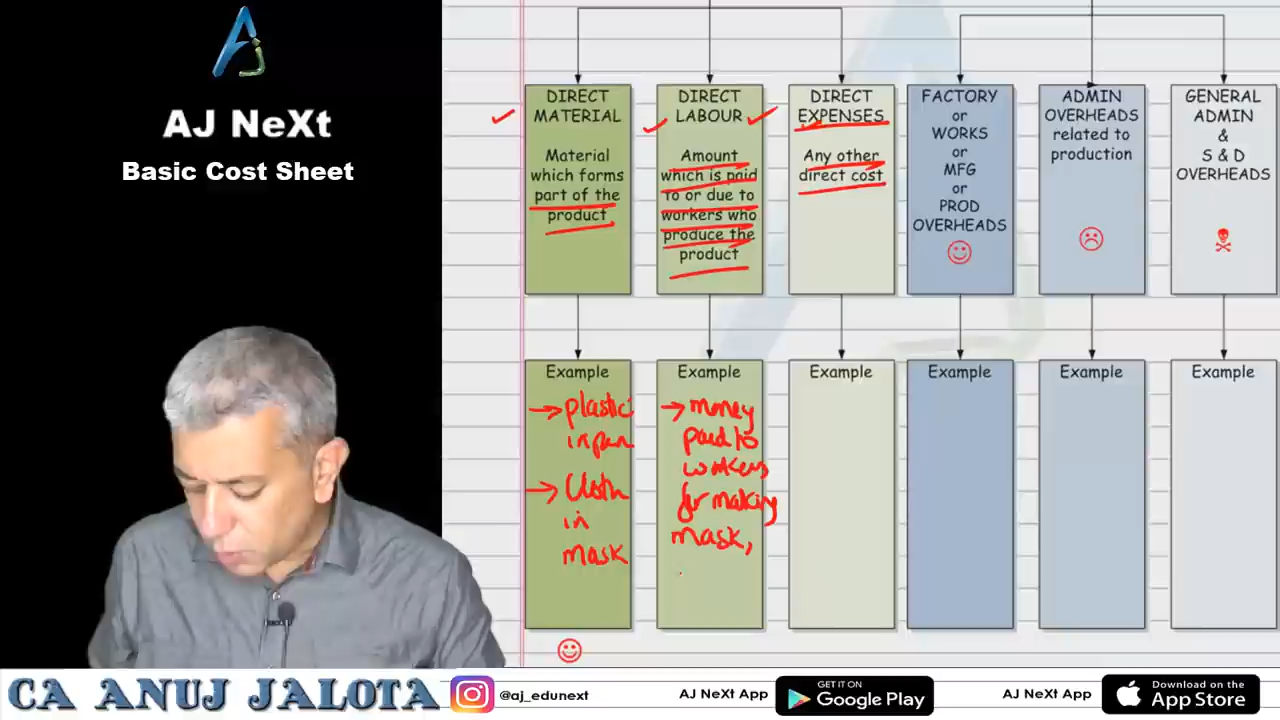 AJ NeXt
Basic Cost Sheet
DIRECT
MATERIAL
Material
which forms
part of the
product
DIRECT
LABOUR
Amount
which is paid
to or due to
workers who
produce the
product
DIRECT
EXPENSES
Any other
direct cost
FACTORY
or
WORKS
or
MFG
or
PROD
OVERHEADS
ADMIN
OVERHEADS
related to
production
GENERAL
ADMIN
&
S & D
OVERHEADS
Example
→ plastic
in pen
→ Cloth
in
mask
Example
→ money
paid to
workers
for making
mask,
Example
Example
Example
Example
CA ANUJ JALOTA
@aj_edunext
AJ NeXt App
GET IT ON
Google Play
AJ NeXt App
Download on the
App Store